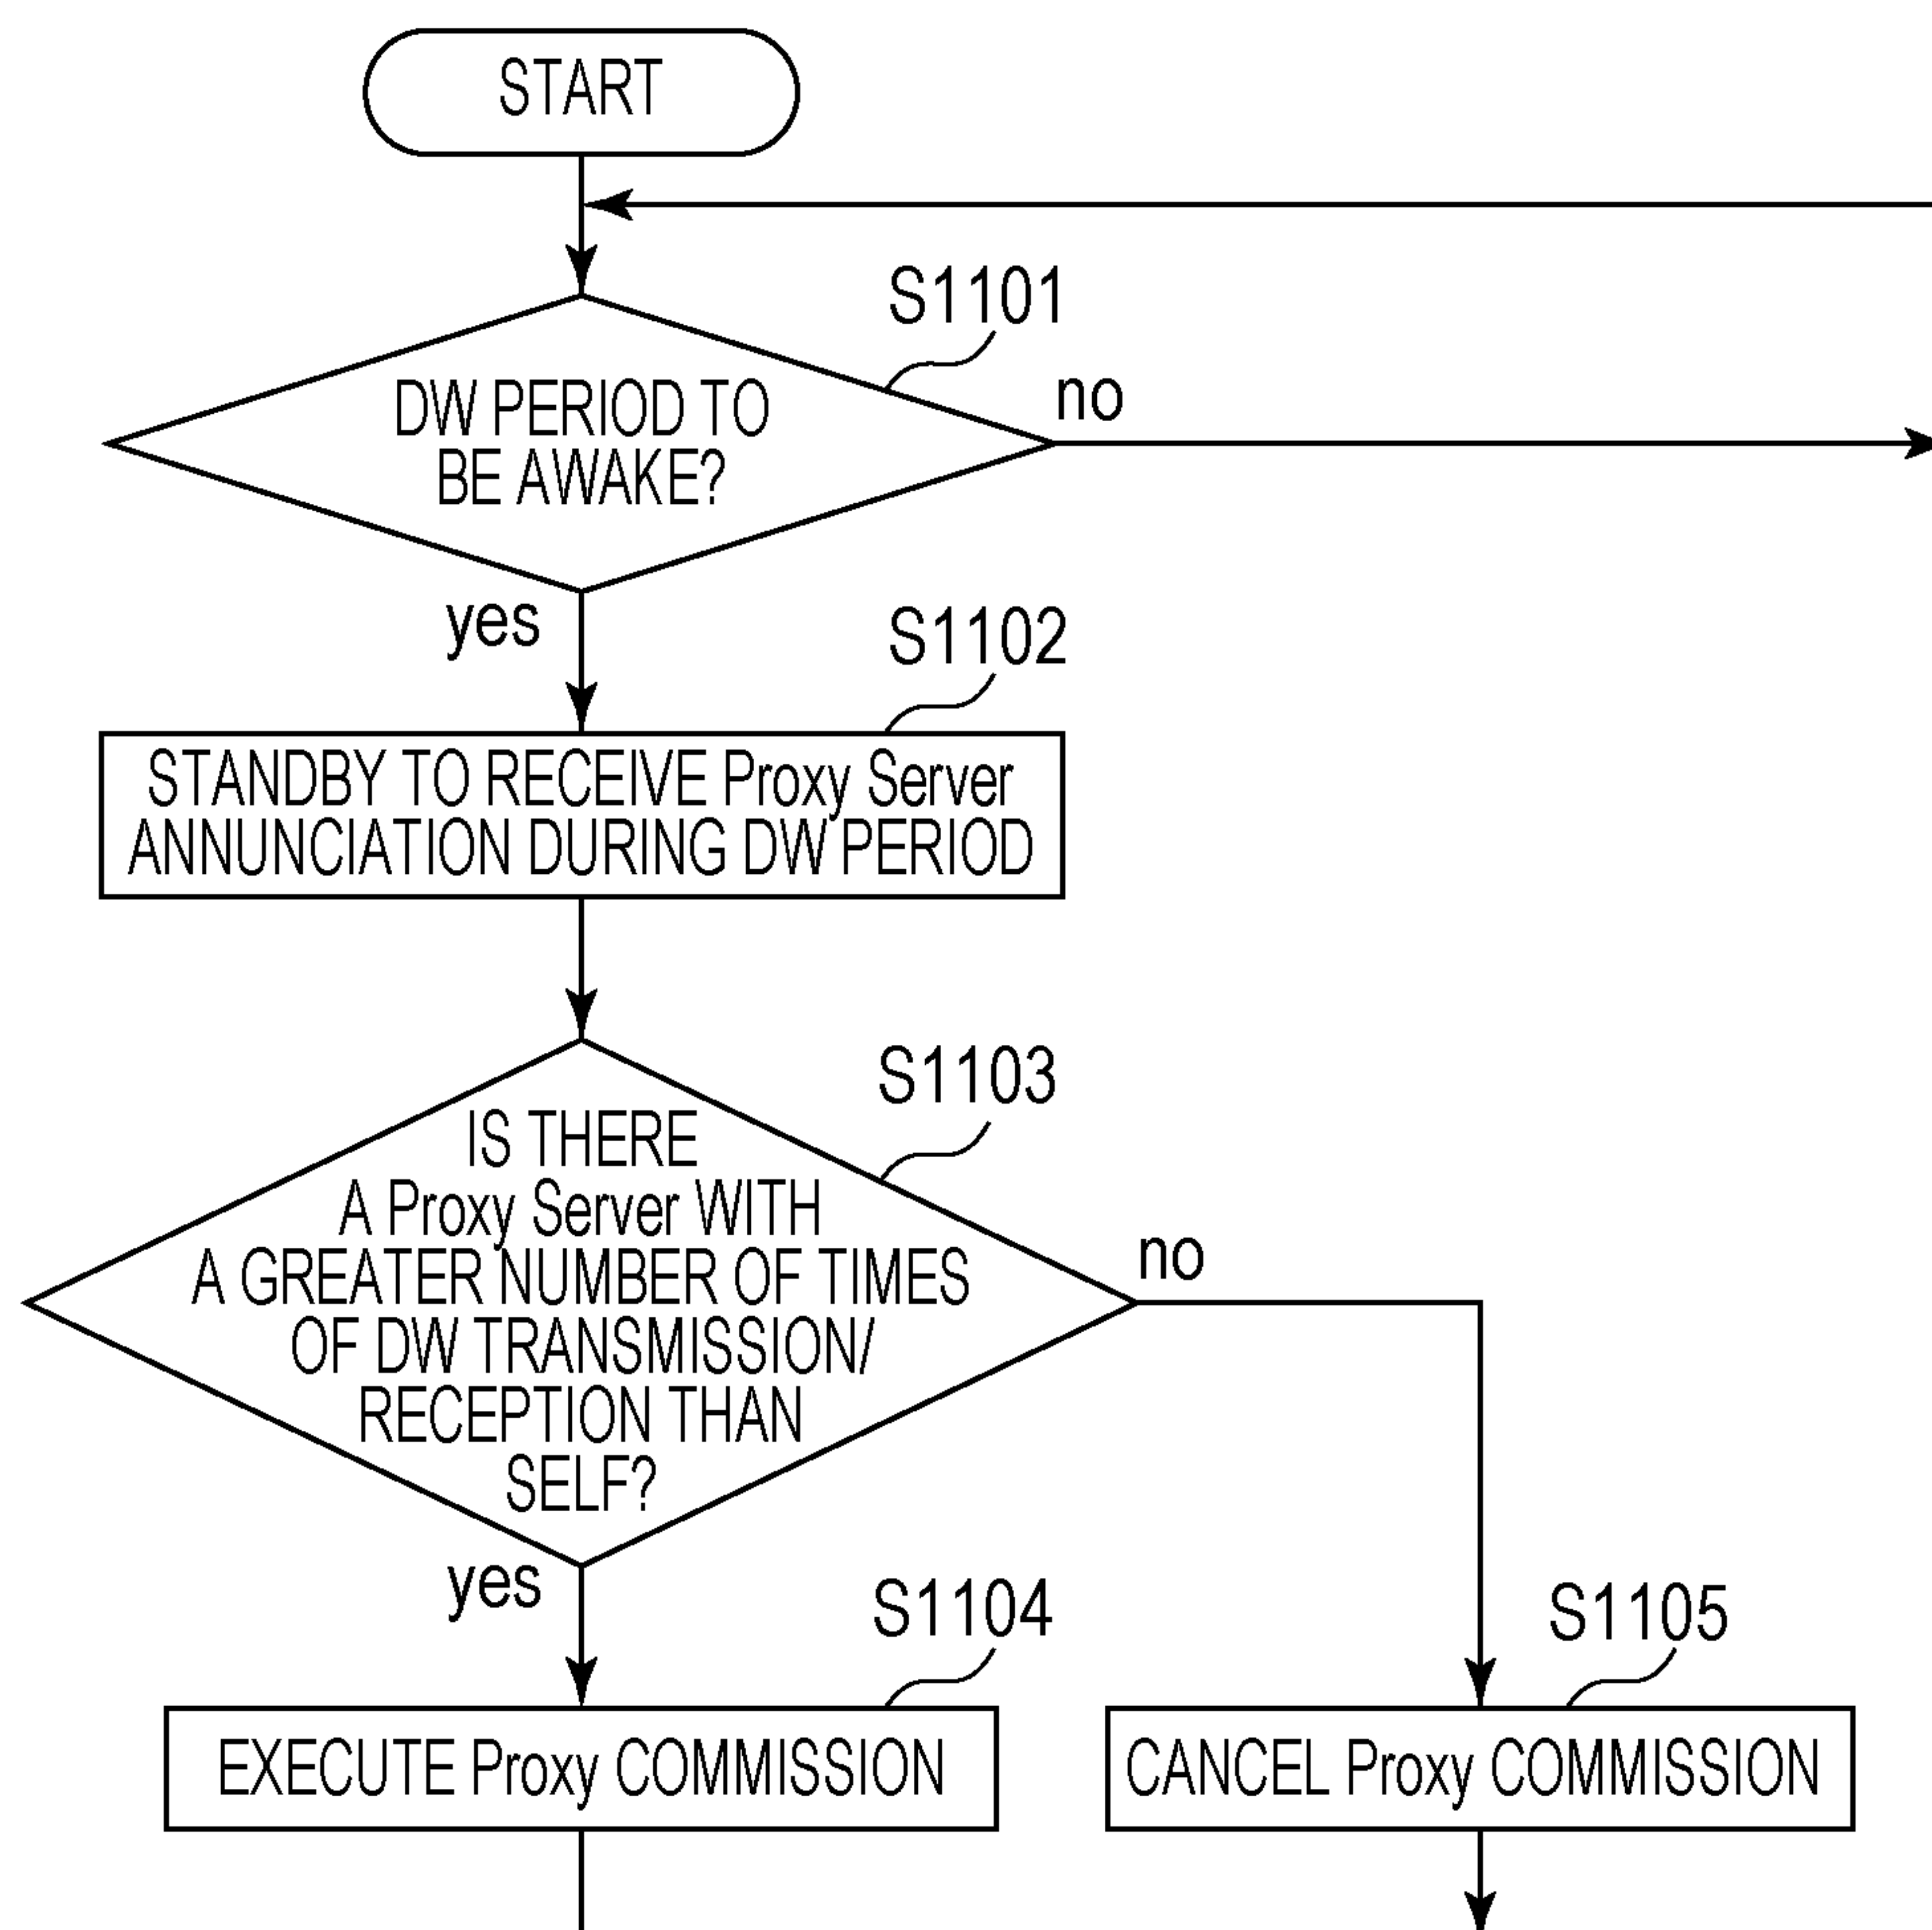 START
S1101
DW PERIOD TO
BE AWAKE?
no
yes
S1102
STANDBY TO RECEIVE Proxy Server
ANNUNCIATION DURING DW PERIOD
S1103
IS THERE
A Proxy Server WITH
A GREATER NUMBER OF TIMES
OF DW TRANSMISSION/
RECEPTION THAN
SELF?
no
yes
S1104
S1105
EXECUTE Proxy COMMISSION
CANCEL Proxy COMMISSION